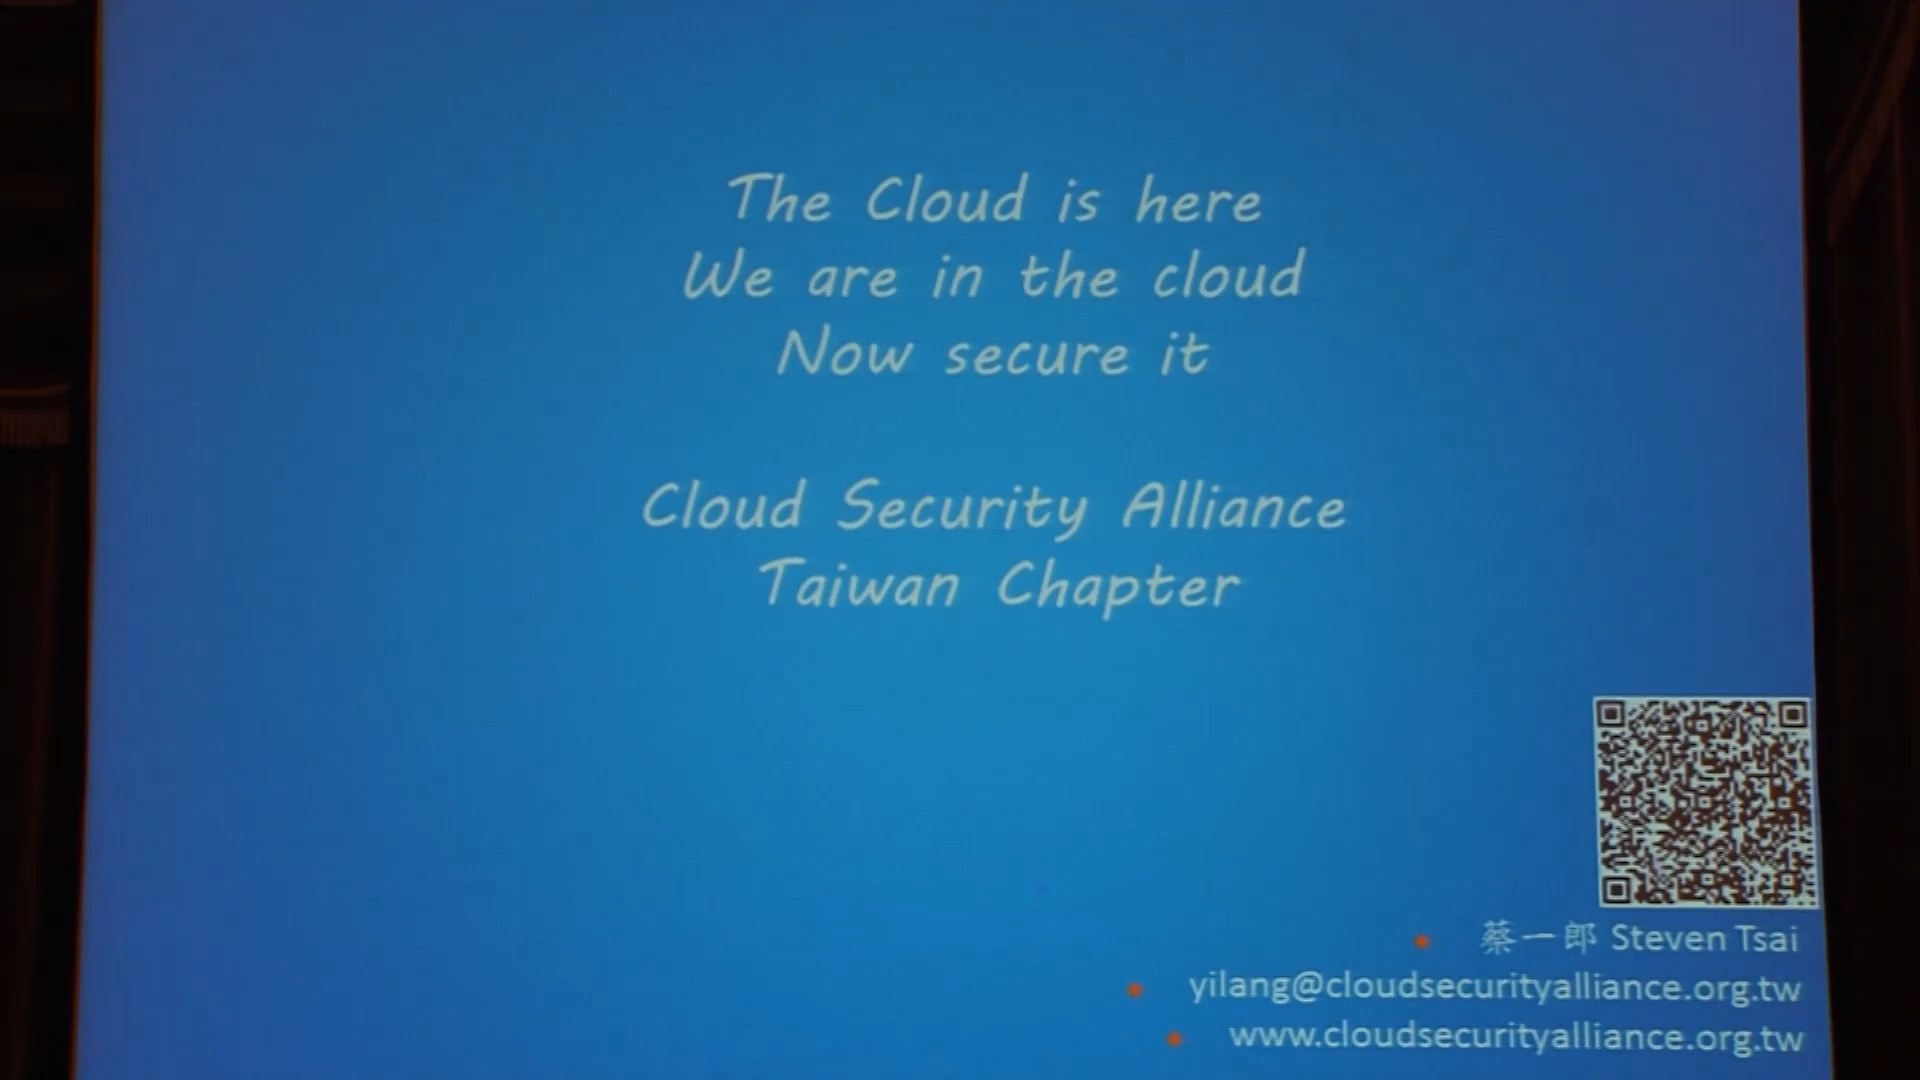 The Cloud is here
We are in the cloud
Now secure it
Cloud Security Alliance
Taiwan Chapter
蔡一郎 Steven Tsai
yilang@cloudsecurityalliance.org.tw
www.cloudsecurityalliance.org.tw